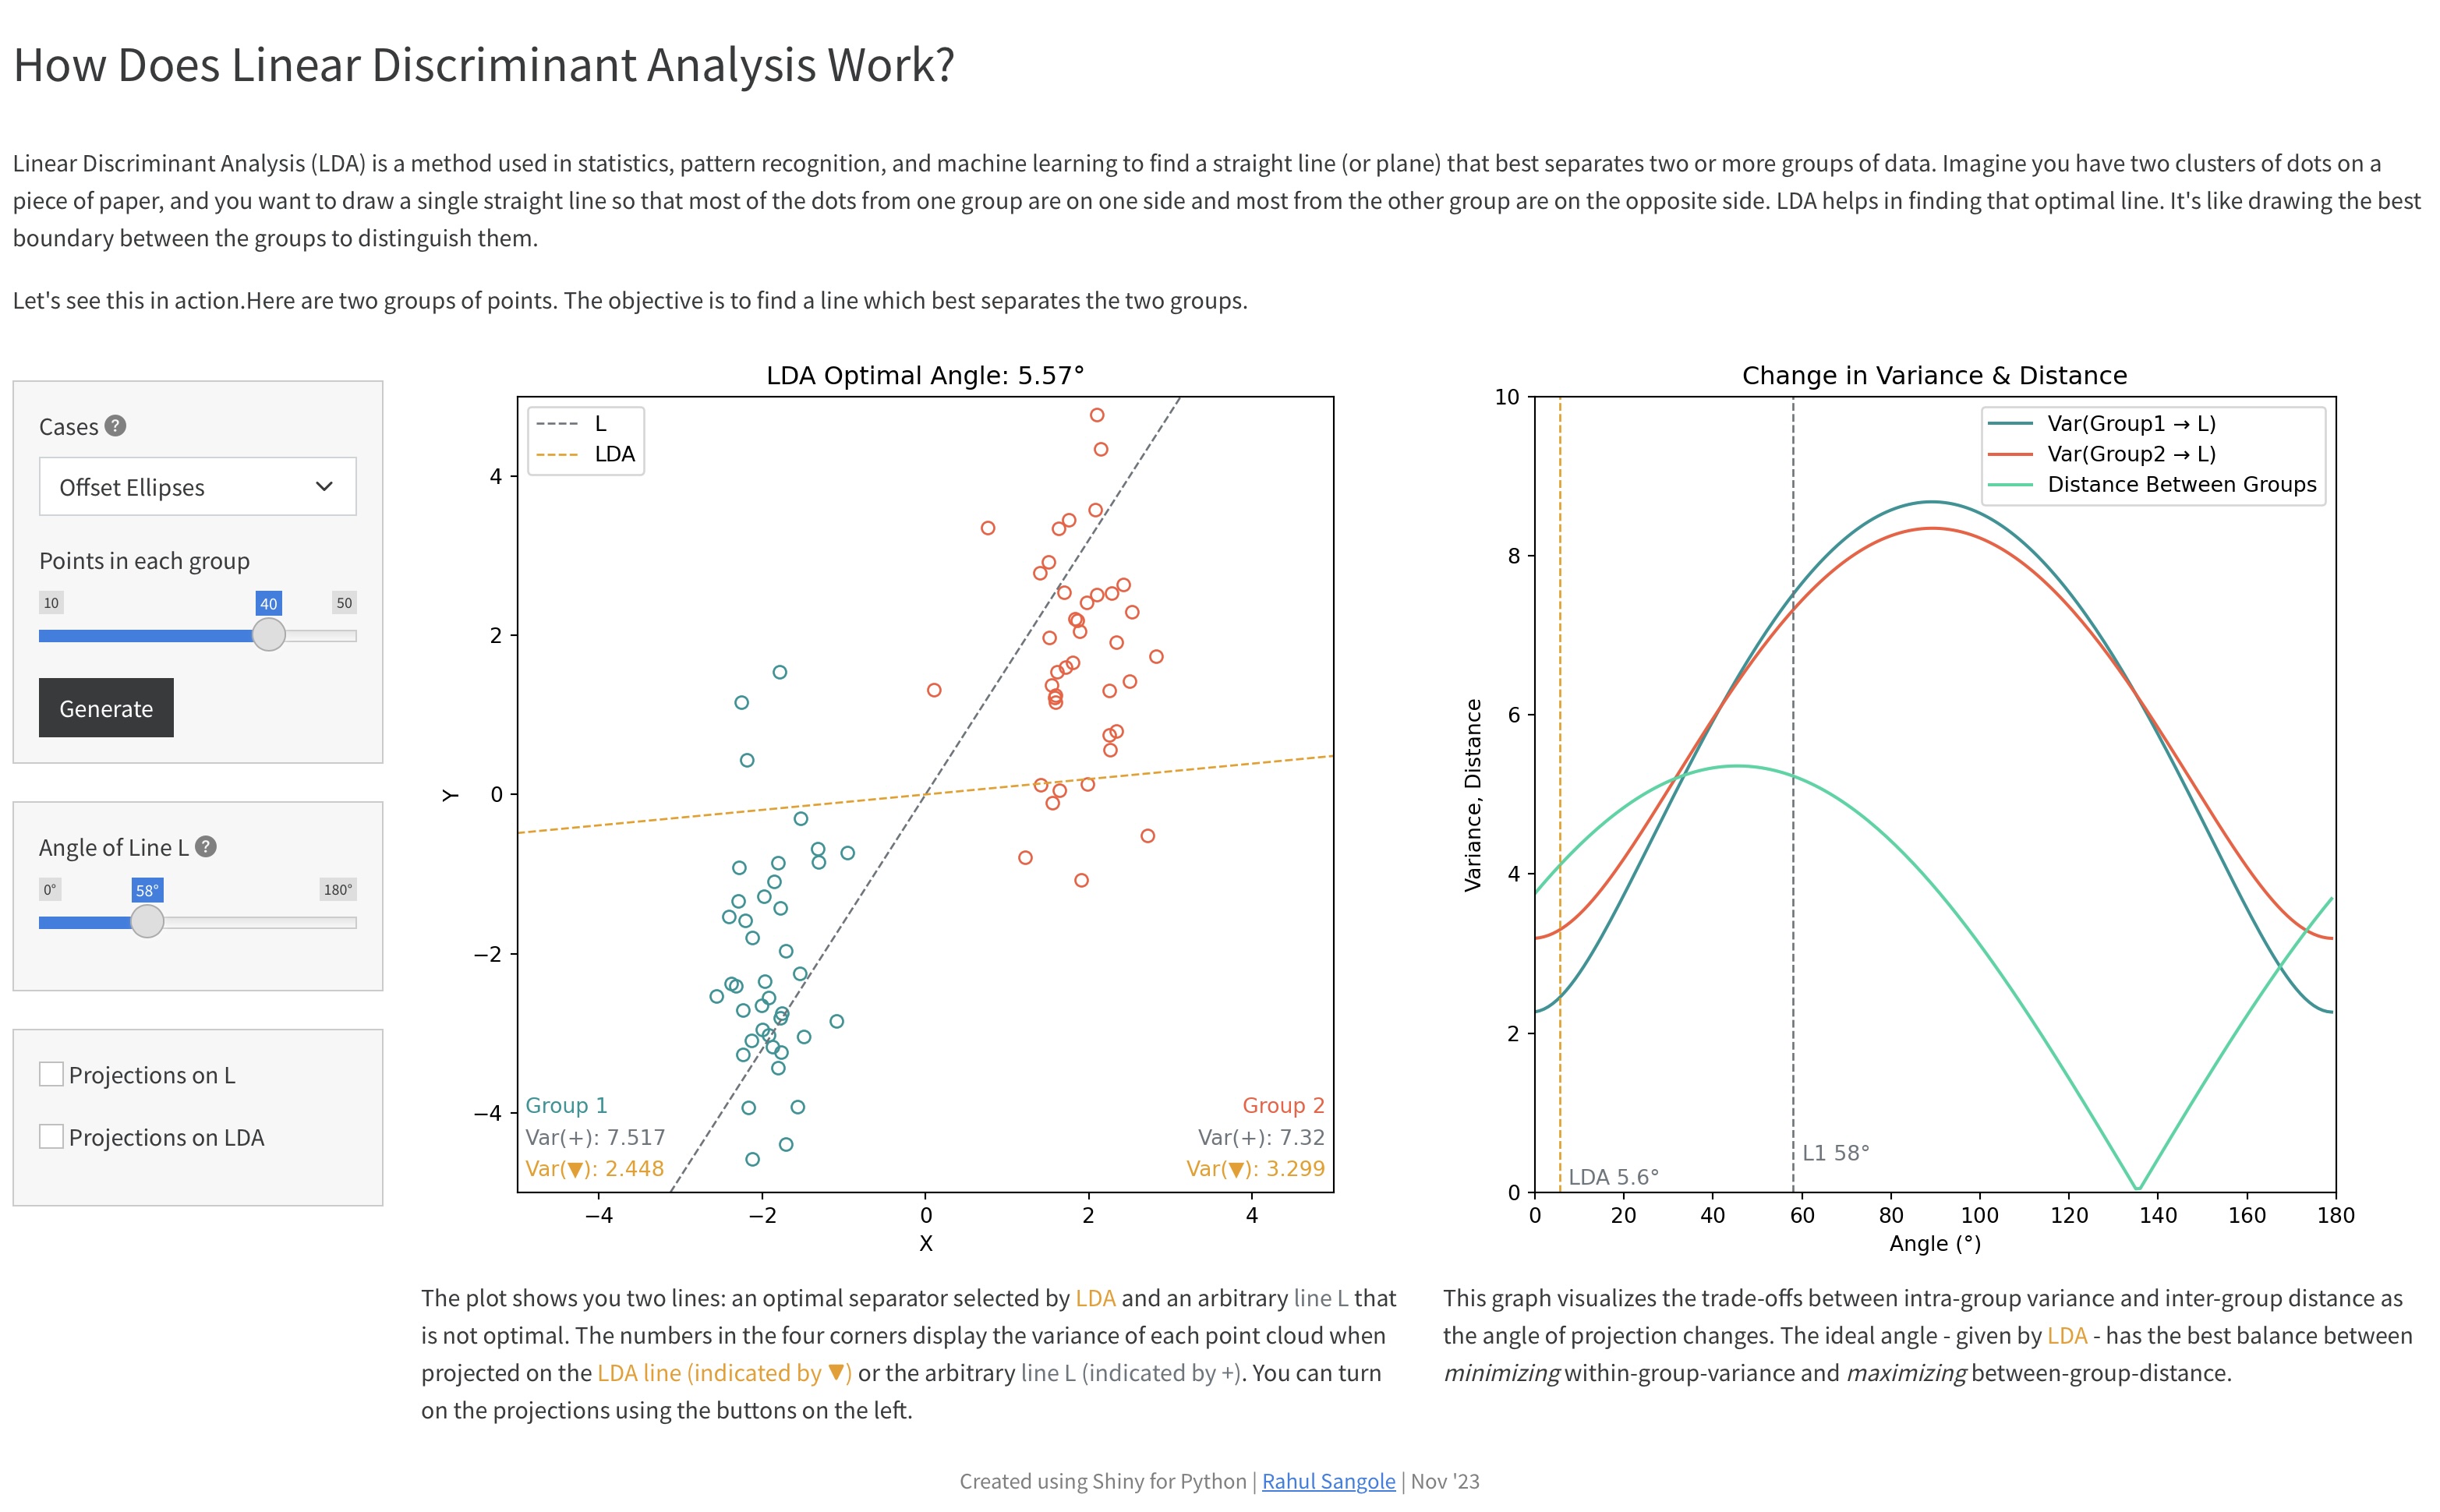 How Does Linear Discriminant Analysis Work?
Linear Discriminant Analysis (LDA) is a method used in statistics, pattern recognition, and machine learning to find a straight line (or plane) that best separates two or more groups of data. Imagine you have two clusters of dots on a
piece of paper, and you want to draw a single straight line so that most of the dots from one group are on one side and most from the other group are on the opposite side. LDA helps in finding that optimal line. It's like drawing the best
boundary between the groups to distinguish them.
Let's see this in action.Here are two groups of points. The objective is to find a line which best separates the two groups.
Cases ?
Offset Ellipses
Points in each group
10 40 50
Generate
Angle of Line L ?
0° 58° 180°
Projections on L
Projections on LDA
LDA Optimal Angle: 5.57°
L
LDA
4
2
0
−2
−4
Y
Group 1
Var(+): 7.517
Var(▼): 2.448
Group 2
Var(+): 7.32
Var(▼): 3.299
−4 −2 0 2 4
X
Change in Variance & Distance
Var(Group1 → L)
Var(Group2 → L)
Distance Between Groups
10
8
6
4
2
0
Variance, Distance
L1 58°
LDA 5.6°
0 20 40 60 80 100 120 140 160 180
Angle (°)
The plot shows you two lines: an optimal separator selected by LDA and an arbitrary line L that
is not optimal. The numbers in the four corners display the variance of each point cloud when
projected on the LDA line (indicated by ▼) or the arbitrary line L (indicated by +). You can turn
on the projections using the buttons on the left.
This graph visualizes the trade-offs between intra-group variance and inter-group distance as
the angle of projection changes. The ideal angle - given by LDA - has the best balance between
minimizing within-group-variance and maximizing between-group-distance.
Created using Shiny for Python | Rahul Sangole | Nov '23